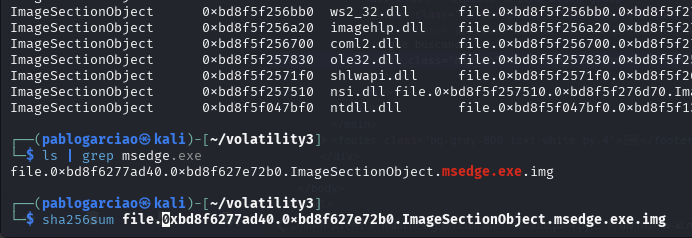 ImageSectionObject 0×bd8f5f256bb0 ws2_32.dll file.0×bd8f5f256bb0.0×bd8f5f2
ImageSectionObject 0×bd8f5f256a20 imagehlp.dll file.0×bd8f5f256a20.0×bd8f5f2
ImageSectionObject 0×bd8f5f256700 coml2.dll file.0×bd8f5f256700.0×bd8f5f2
ImageSectionObject 0×bd8f5f257830 ole32.dll file.0×bd8f5f257830.0×bd8f5f2
ImageSectionObject 0×bd8f5f2571f0 shlwapi.dll file.0×bd8f5f2571f0.0×bd8f5f2
ImageSectionObject 0×bd8f5f257510 nsi.dll file.0×bd8f5f257510.0×bd8f5f276d70.Ima
ImageSectionObject 0×bd8f5f047bf0 ntdll.dll file.0×bd8f5f047bf0.0×bd8f5f1
(pablogarciao㉿kali)-[~/volatility3]
$ ls | grep msedge.exe
file.0×bd8f6277ad40.0×bd8f627e72b0.ImageSectionObject.msedge.exe.img
(pablogarciao㉿kali)-[~/volatility3]
$ sha256sum file.0xbd8f6277ad40.0×bd8f627e72b0.ImageSectionObject.msedge.exe.img